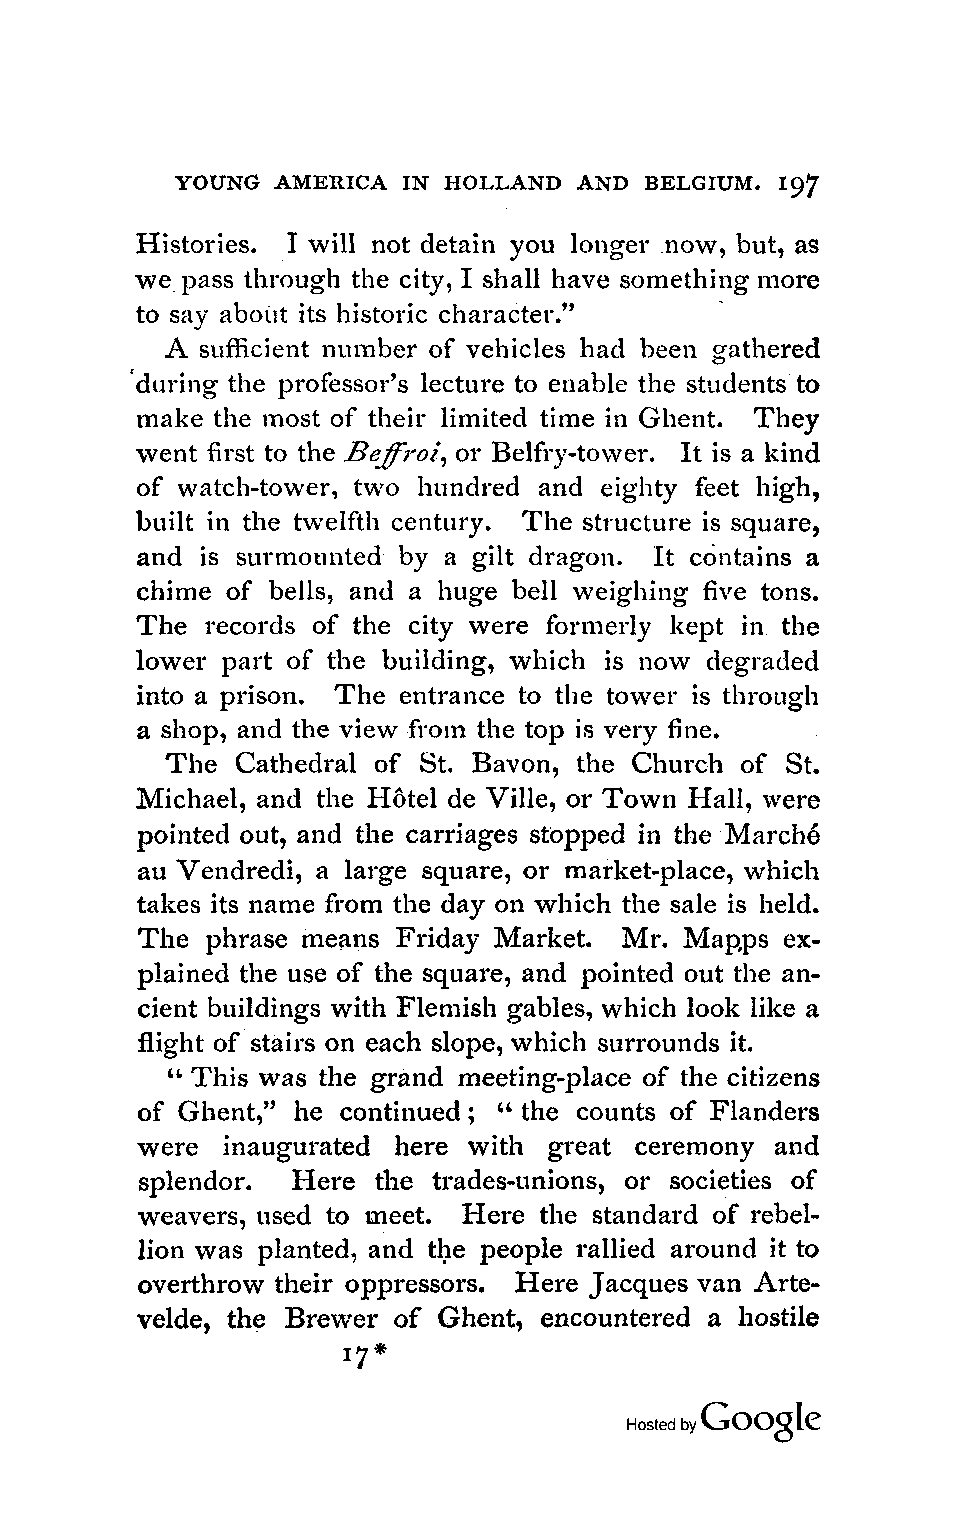 YOUNG AMERICA IN HOLLAND AND BELGIUM. 197
Histories. I will not detain you longer now, but, as
we pass through the city, I shall have something more
to say about its historic character.”
A sufficient number of vehicles had been gathered
during the professor’s lecture to enable the students to
make the most of their limited time in Ghent. They
went first to the Beffroi, or Belfry-tower. It is a kind
of watch-tower, two hundred and eighty feet high,
built in the twelfth century. The structure is square,
and is surmounted by a gilt dragon. It contains a
chime of bells, and a huge bell weighing five tons.
The records of the city were formerly kept in the
lower part of the building, which is now degraded
into a prison. The entrance to the tower is through
a shop, and the view from the top is very fine.
The Cathedral of St. Bavon, the Church of St.
Michael, and the Hôtel de Ville, or Town Hall, were
pointed out, and the carriages stopped in the Marché
au Vendredi, a large square, or market-place, which
takes its name from the day on which the sale is held.
The phrase means Friday Market. Mr. Mapps ex-
plained the use of the square, and pointed out the an-
cient buildings with Flemish gables, which look like a
flight of stairs on each slope, which surrounds it.
“ This was the grand meeting-place of the citizens
of Ghent,” he continued ; “ the counts of Flanders
were inaugurated here with great ceremony and
splendor. Here the trades-unions, or societies of
weavers, used to meet. Here the standard of rebel-
lion was planted, and the people rallied around it to
overthrow their oppressors. Here Jacques van Arte-
velde, the Brewer of Ghent, encountered a hostile
17*
Hosted by Google